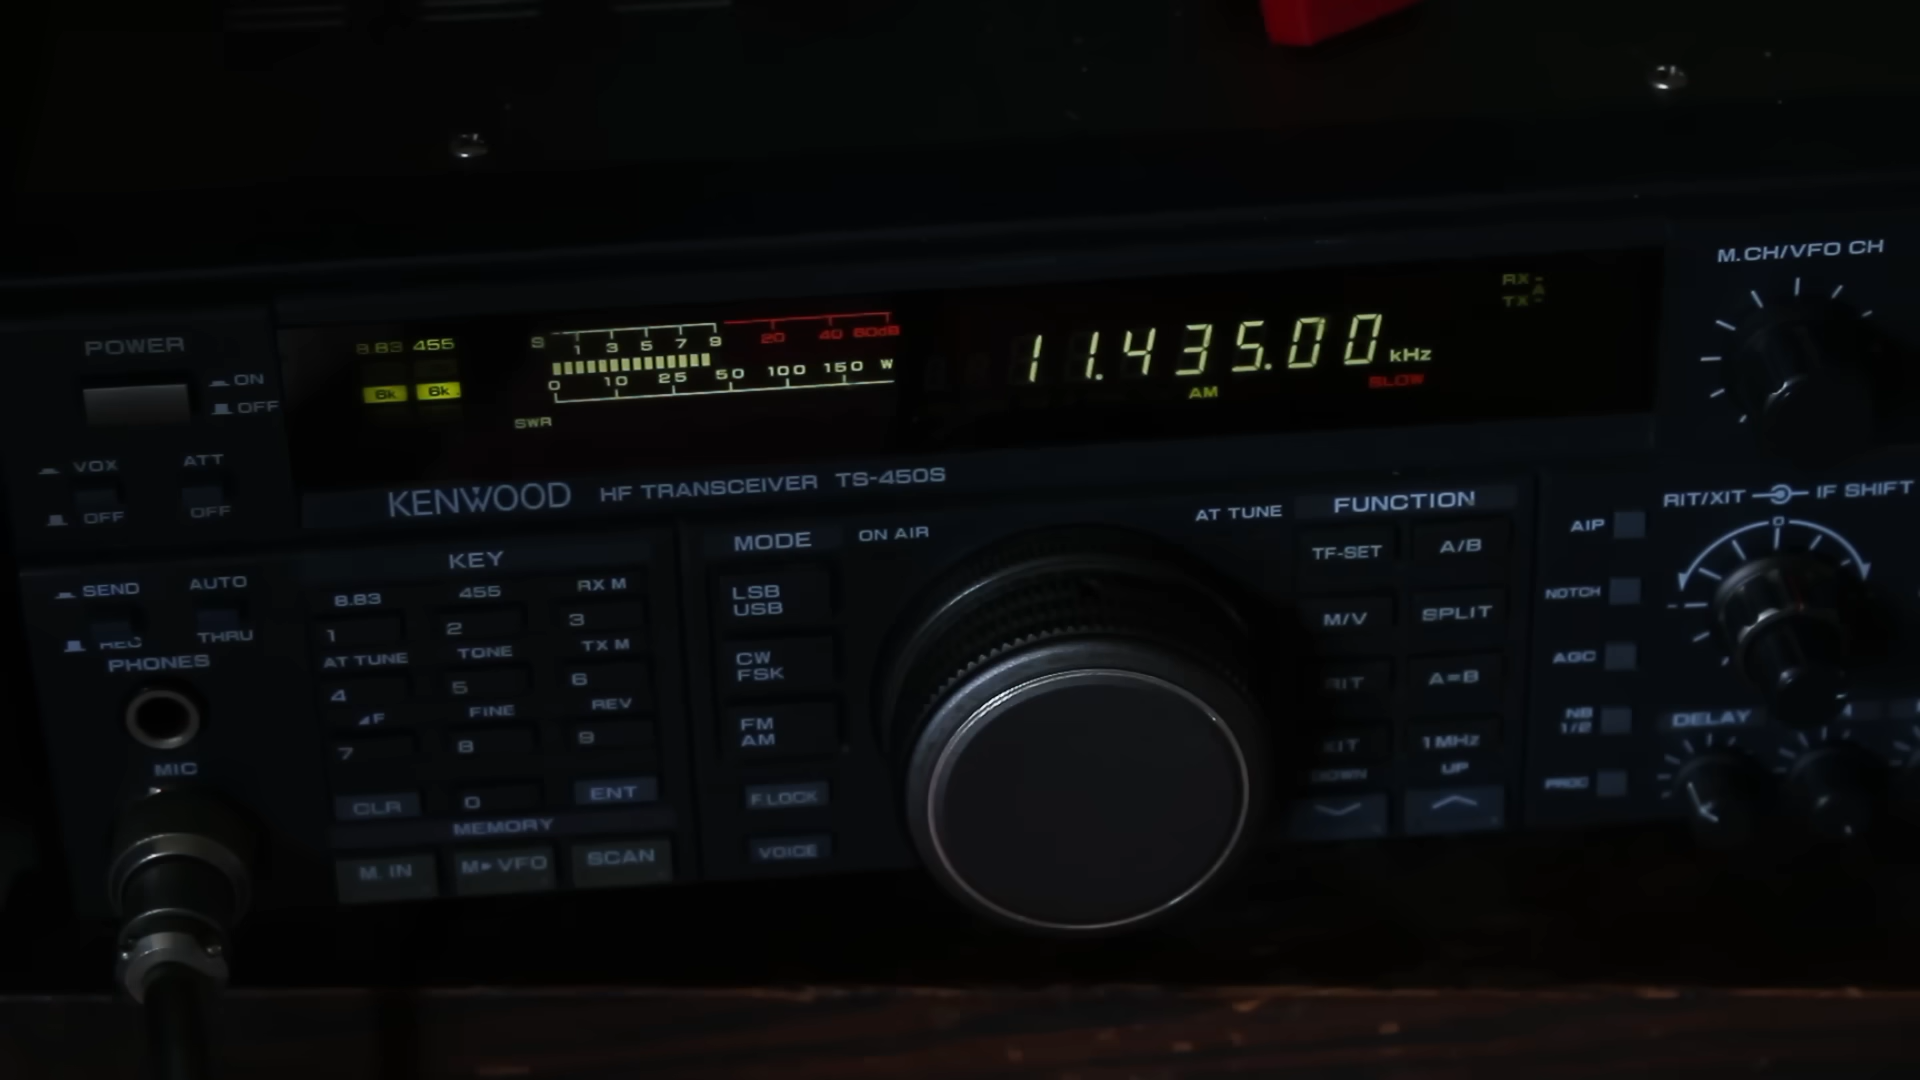 M.CH/VFO CH
POWER
ON
OFF
8.83 455
6k 6k
S 1 3 5 7 9 20 40 60dB
0 10 25 50 100 150 W
SWR
11.435.00 kHz
AM SLOW
RX A
TX
VOX ATT
OFF OFF
KENWOOD HF TRANSCEIVER TS-450S
RIT/XIT IF SHIFT
0
SEND AUTO
REC THRU
PHONES
MIC
KEY
8.83 455 RX M
1 2 3
AT TUNE TONE TX M
4 5 6
⊿F FINE REV
7 8 9
CLR 0 ENT
MEMORY
M. IN M►VFO SCAN
MODE ON AIR
LSB
USB
CW
FSK
FM
AM
F.LOCK
VOICE
AT TUNE FUNCTION
TF-SET A/B
M/V SPLIT
RIT A=B
XIT 1MHz
DOWN UP
AIP
NOTCH
AGC
NB
1/2
PROC
DELAY